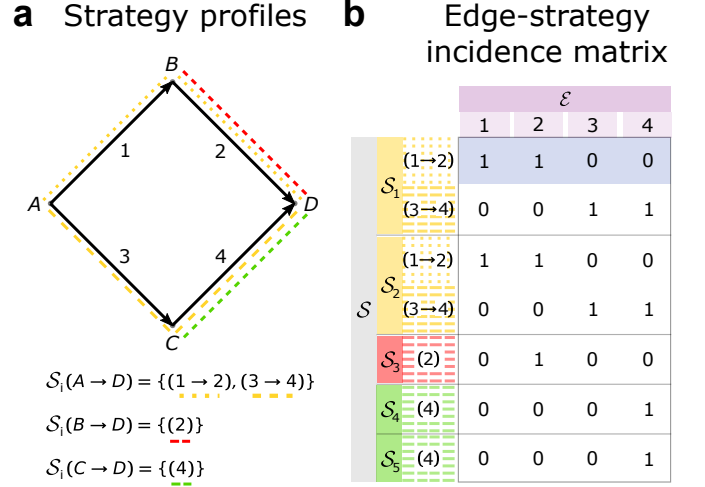 a Strategy profiles
B
1
2
A
D
3
4
C
𝒮ᵢ(A → D) = {(1 → 2), (3 → 4)}
𝒮ᵢ(B → D) = {(2)}
𝒮ᵢ(C → D) = {(4)}
b Edge-strategy
incidence matrix
ℰ
1 2 3 4
𝒮
𝒮₁
(1→2) 1 1 0 0
(3→4) 0 0 1 1
𝒮₂
(1→2) 1 1 0 0
(3→4) 0 0 1 1
𝒮₃ (2) 0 1 0 0
𝒮₄ (4) 0 0 0 1
𝒮₅ (4) 0 0 0 1